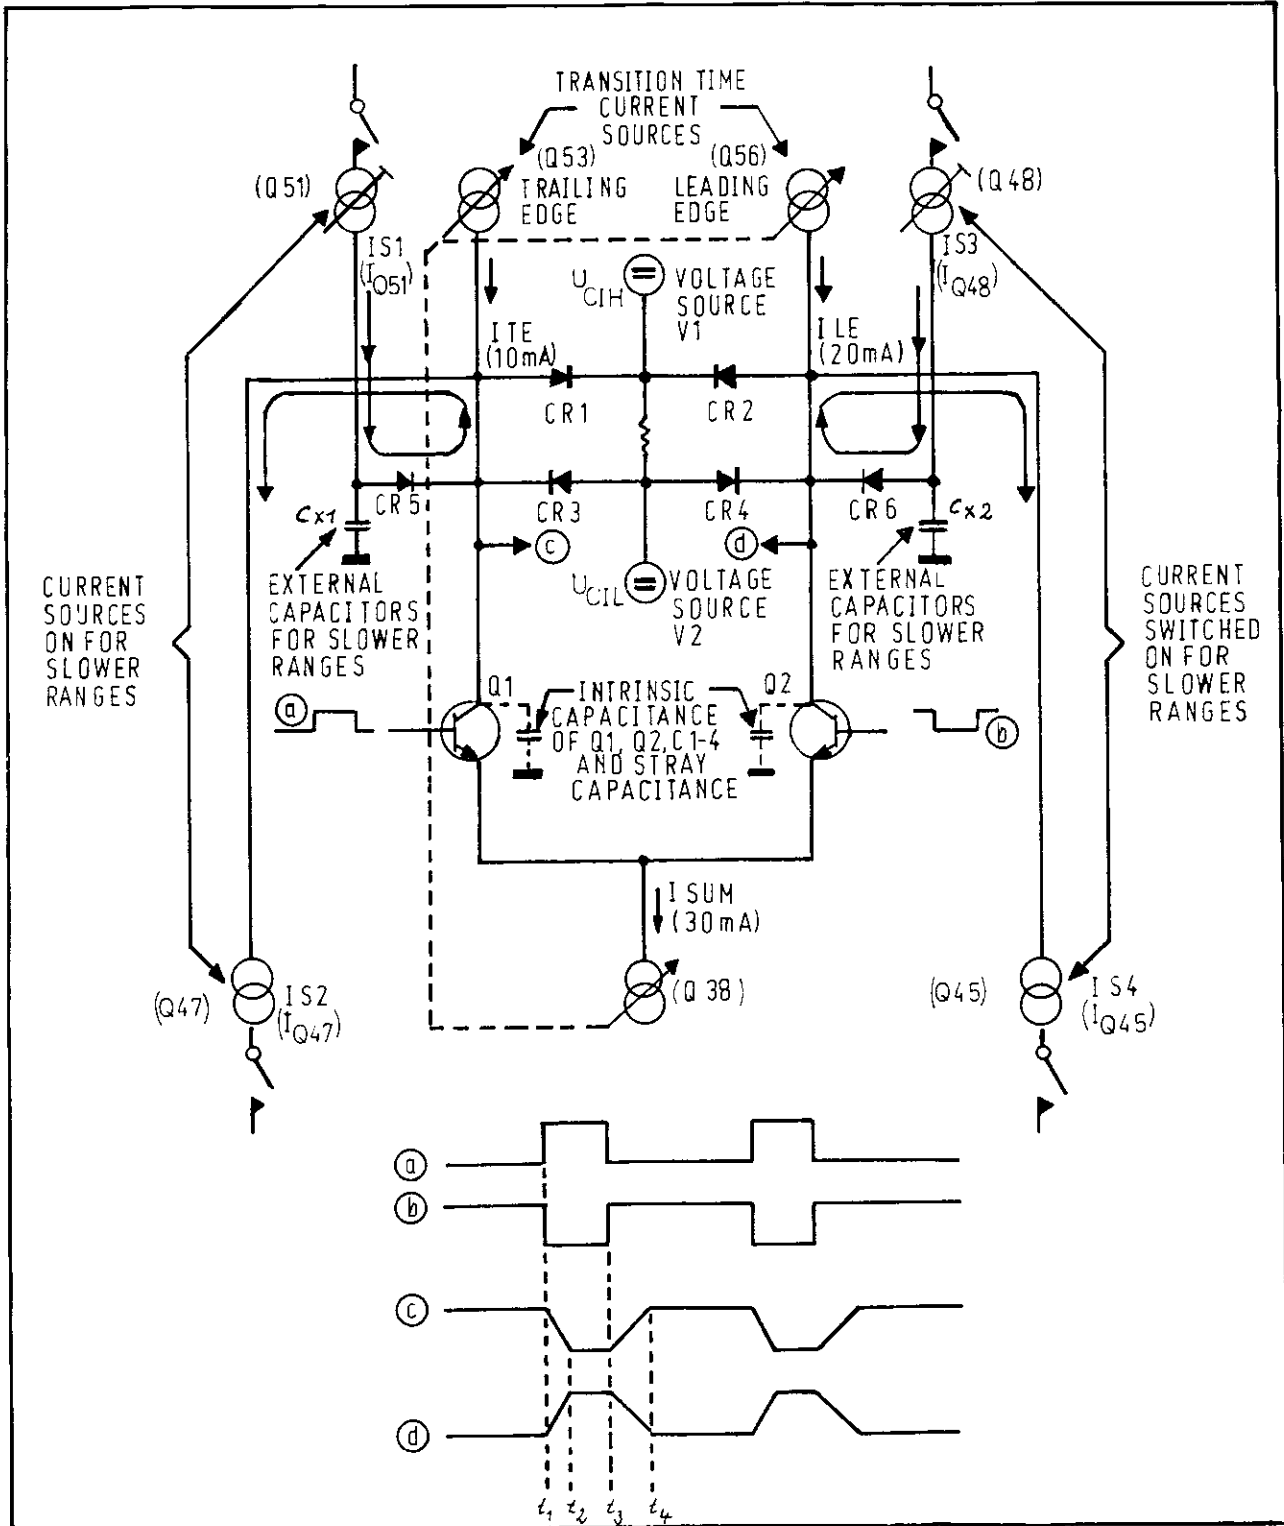 TRANSITION TIME
CURRENT
SOURCES
(Q51)
(Q53)
TRAILING
EDGE
(Q56)
LEADING
EDGE
(Q48)
IS1
(IQ51)
UCIH
VOLTAGE
SOURCE
V1
IS3
(IQ48)
ITE
(10mA)
ILE
(20mA)
CR1
CR2
CR5
CR3
CR4
CR6
CX1
CX2
c
d
EXTERNAL
CAPACITORS
FOR SLOWER
RANGES
UCIL
VOLTAGE
SOURCE
V2
EXTERNAL
CAPACITORS
FOR SLOWER
RANGES
CURRENT
SOURCES
ON FOR
SLOWER
RANGES
CURRENT
SOURCES
SWITCHED
ON FOR
SLOWER
RANGES
a
Q1
INTRINSIC
CAPACITANCE
OF Q1, Q2, C1-4
AND STRAY
CAPACITANCE
Q2
b
I SUM
(30mA)
(Q47)
IS2
(IQ47)
(Q38)
(Q45)
IS4
(IQ45)
a
b
c
d
t1 t2 t3 t4